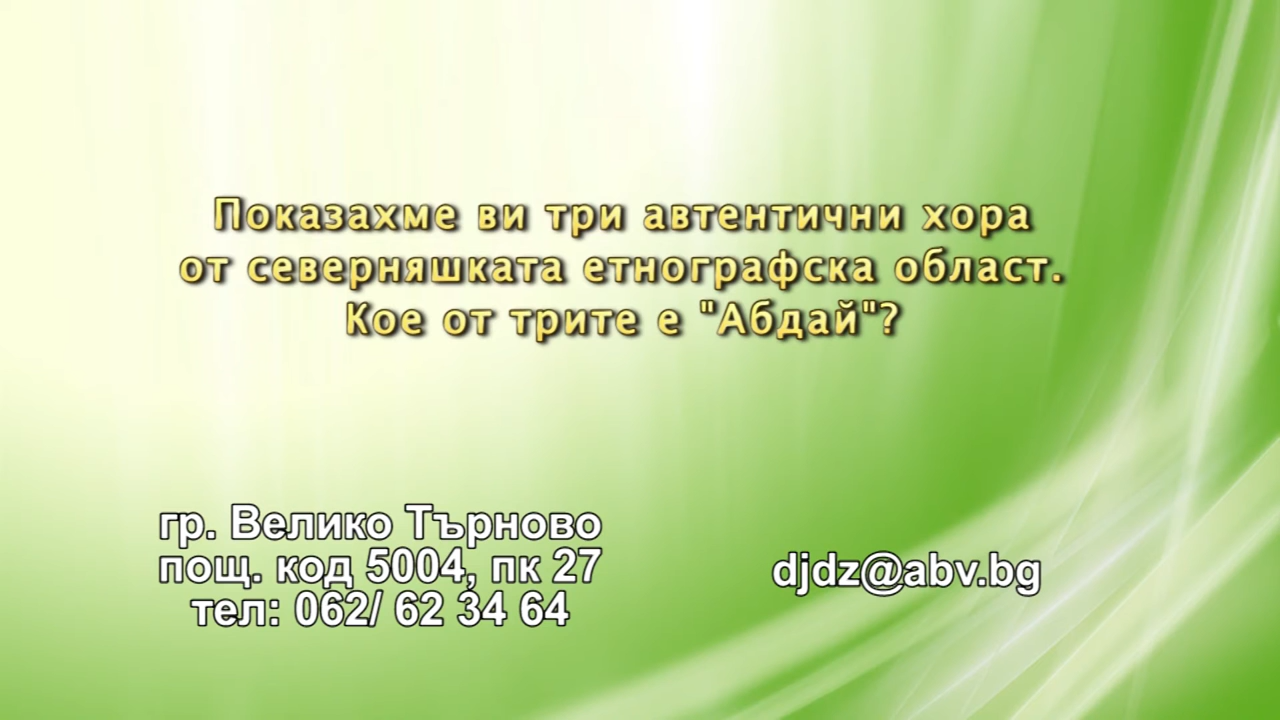 Показахме ви три автентични хора
от северняшката етнографска област.
Кое от трите е "Абдай"?
гр. Велико Търново
пощ. код 5004, пк 27
тел: 062/ 62 34 64
djdz@abv.bg